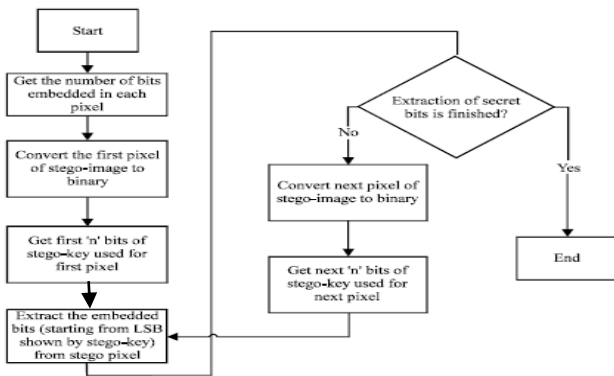 Start
Get the number of bits
embedded in each
pixel
Convert the first pixel
of stego-image to
binary
Get first 'n' bits of
stego-key used for
first pixel
Extract the embedded
bits (starting from LSB
shown by stego-key)
from stego pixel
Extraction of secret
bits is finished?
No
Yes
Convert next pixel of
stego-image to binary
Get next 'n' bits of
stego-key used for
next pixel
End